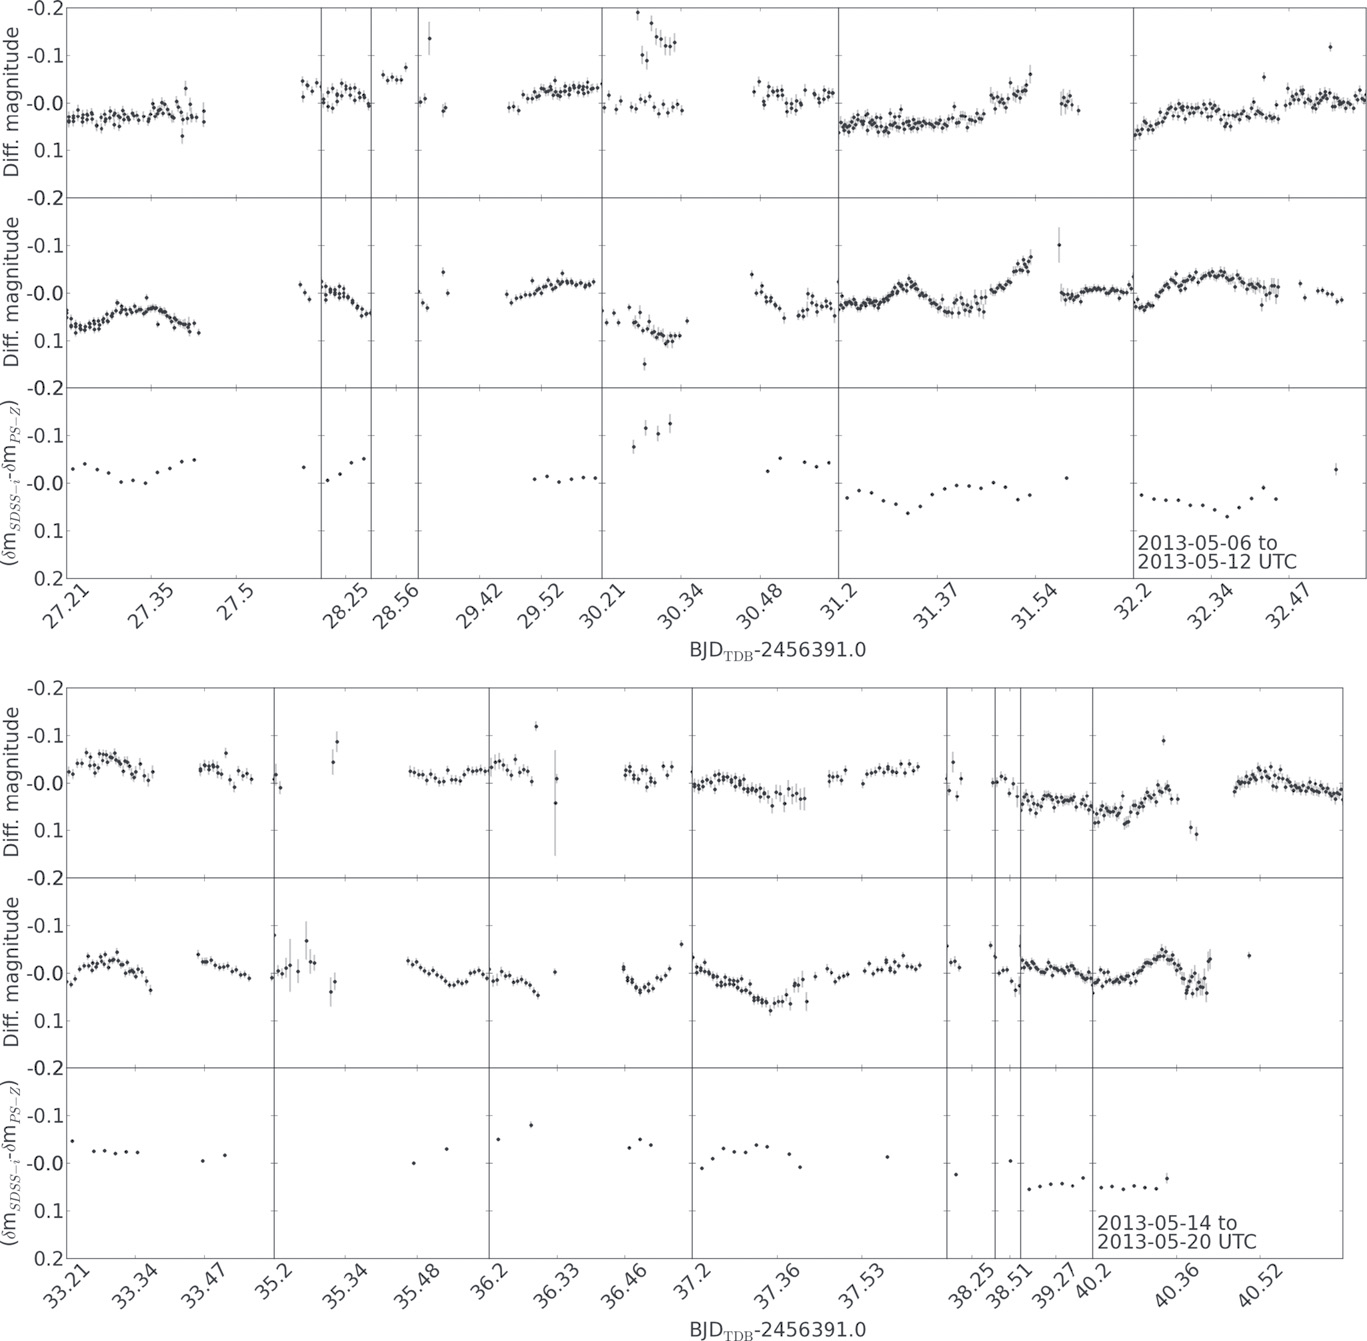 -0.2
-0.1
-0.0
0.1
-0.2
Diff. magnitude
-0.1
-0.0
0.1
-0.2
Diff. magnitude
-0.1
-0.0
0.1
0.2
(δm_SDSS−i-δm_PS−Z)
2013-05-06 to
2013-05-12 UTC
27.21 27.35 27.5 28.25 28.56 29.42 29.52 30.21 30.34 30.48 31.2 31.37 31.54 32.2 32.34 32.47
BJD_TDB-2456391.0
-0.2
-0.1
-0.0
0.1
-0.2
Diff. magnitude
-0.1
-0.0
0.1
-0.2
Diff. magnitude
-0.1
-0.0
0.1
0.2
(δm_SDSS−i-δm_PS−Z)
2013-05-14 to
2013-05-20 UTC
33.21 33.34 33.47 35.2 35.34 35.48 36.2 36.33 36.46 37.2 37.36 37.53 38.25 38.51 39.27 40.2 40.36 40.52
BJD_TDB-2456391.0